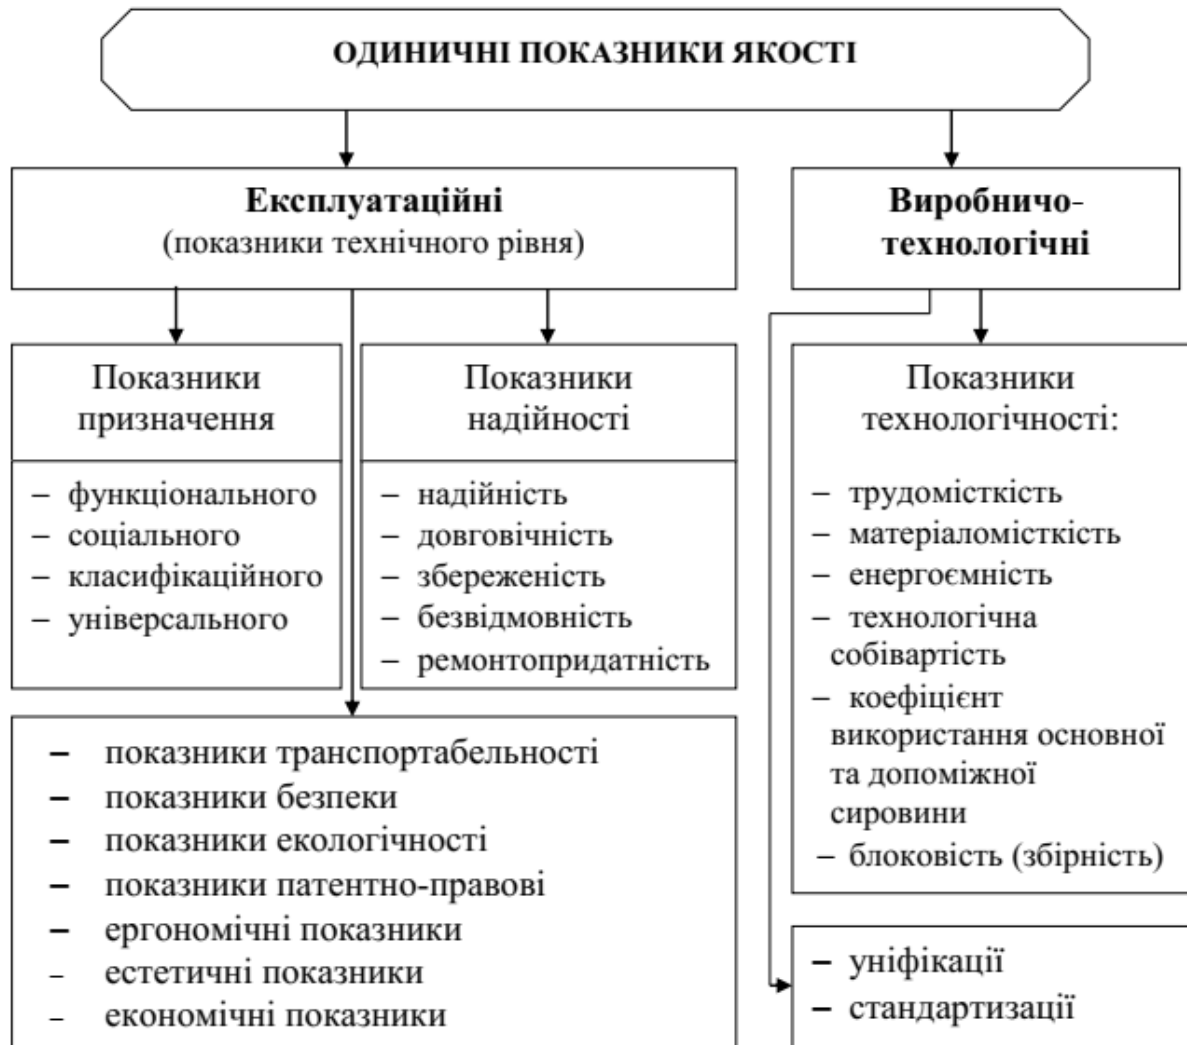 ОДИНИЧНІ ПОКАЗНИКИ ЯКОСТІ
Експлуатаційні
(показники технічного рівня)
Виробничо-
технологічні
Показники
призначення
– функціонального
– соціального
– класифікаційного
– універсального
Показники
надійності
– надійність
– довговічність
– збереженість
– безвідмовність
– ремонтопридатність
– показники транспортабельності
– показники безпеки
– показники екологічності
– показники патентно-правові
– ергономічні показники
– естетичні показники
– економічні показники
Показники
технологічності:
– трудомісткість
– матеріаломісткість
– енергоємність
– технологічна
собівартість
– коефіцієнт
використання основної
та допоміжної
сировини
– блоковість (збірність)
– уніфікації
– стандартизації